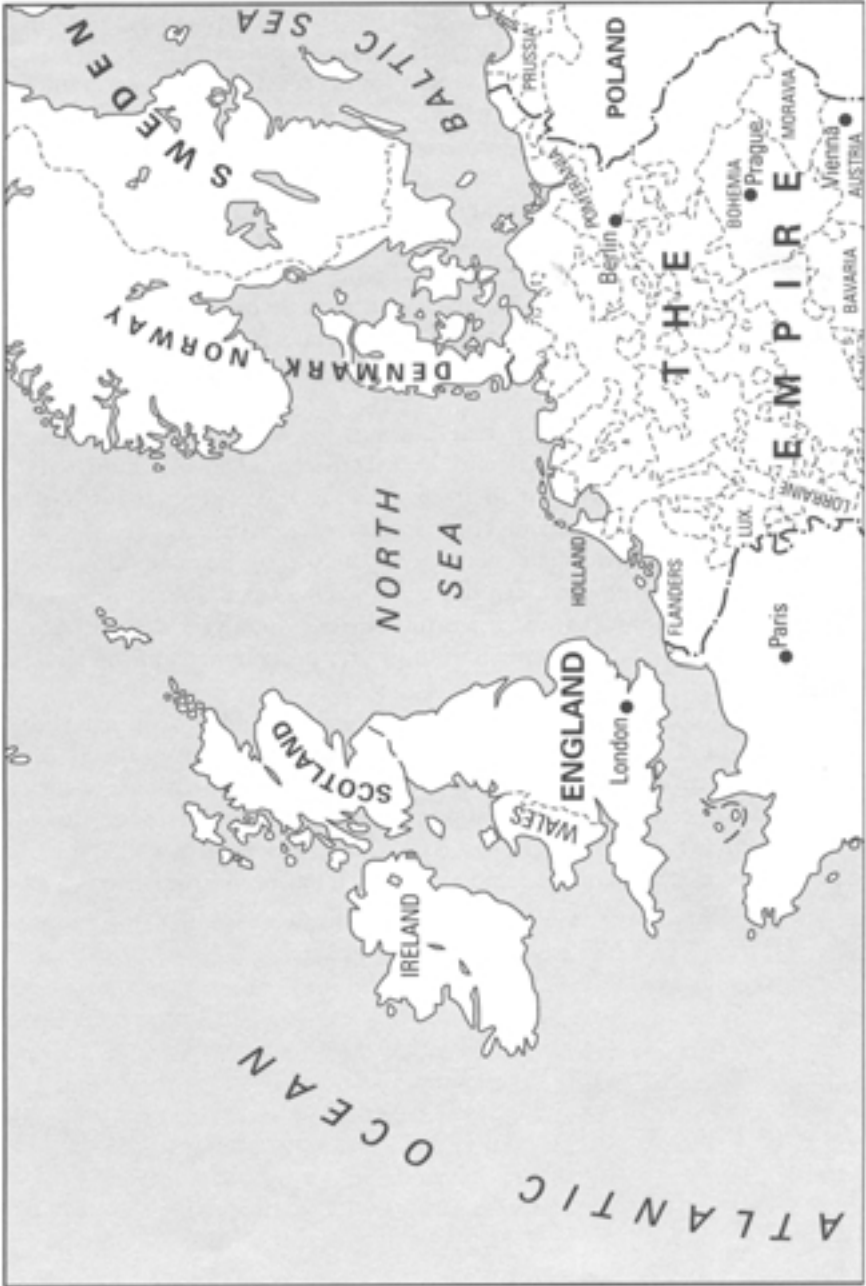 SWEDEN
BALTIC SEA
NORWAY
DENMARK
NORTH
SEA
SCOTLAND
IRELAND
ENGLAND
WALES
London
HOLLAND
FLANDERS
LUX.
LORRAINE
Paris
THE
EMPIRE
PRUSSIA
POLAND
POMERANIA
Berlin
BOHEMIA
Prague
MORAVIA
Vienna
AUSTRIA
BAVARIA
ATLANTIC OCEAN